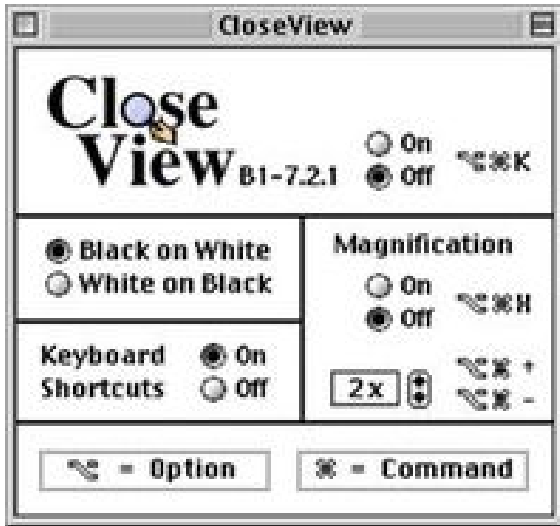 CloseView
Close
View B1-7.2.1
On
Off
⌥⌘K
Black on White
White on Black
Keyboard Shortcuts
On
Off
Magnification
On
Off
⌥⌘X
2x
⌥⌘ +
⌥⌘ -
⌥ = Option
⌘ = Command